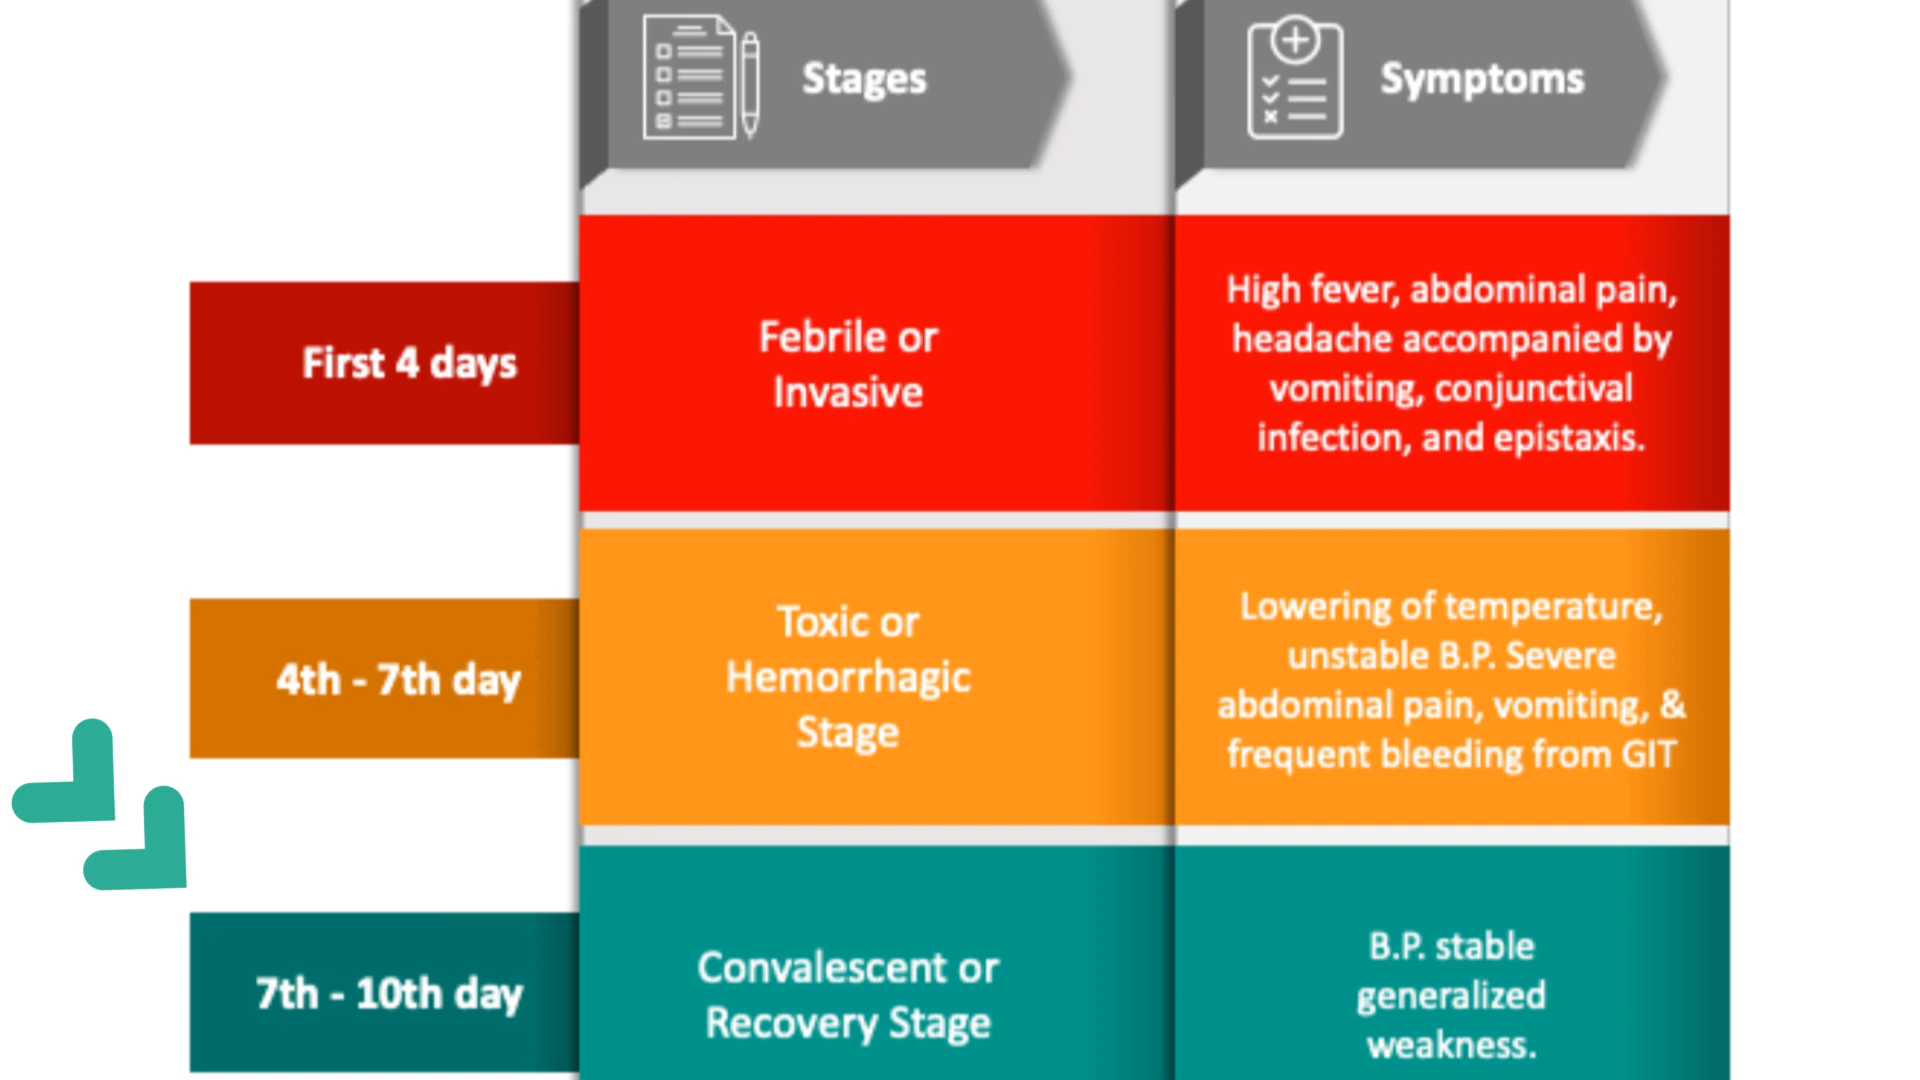 Stages
Symptoms
First 4 days
Febrile or
Invasive
High fever, abdominal pain,
headache accompanied by
vomiting, conjunctival
infection, and epistaxis.
4th - 7th day
Toxic or
Hemorrhagic
Stage
Lowering of temperature,
unstable B.P. Severe
abdominal pain, vomiting, &
frequent bleeding from GIT
7th - 10th day
Convalescent or
Recovery Stage
B.P. stable
generalized
weakness.